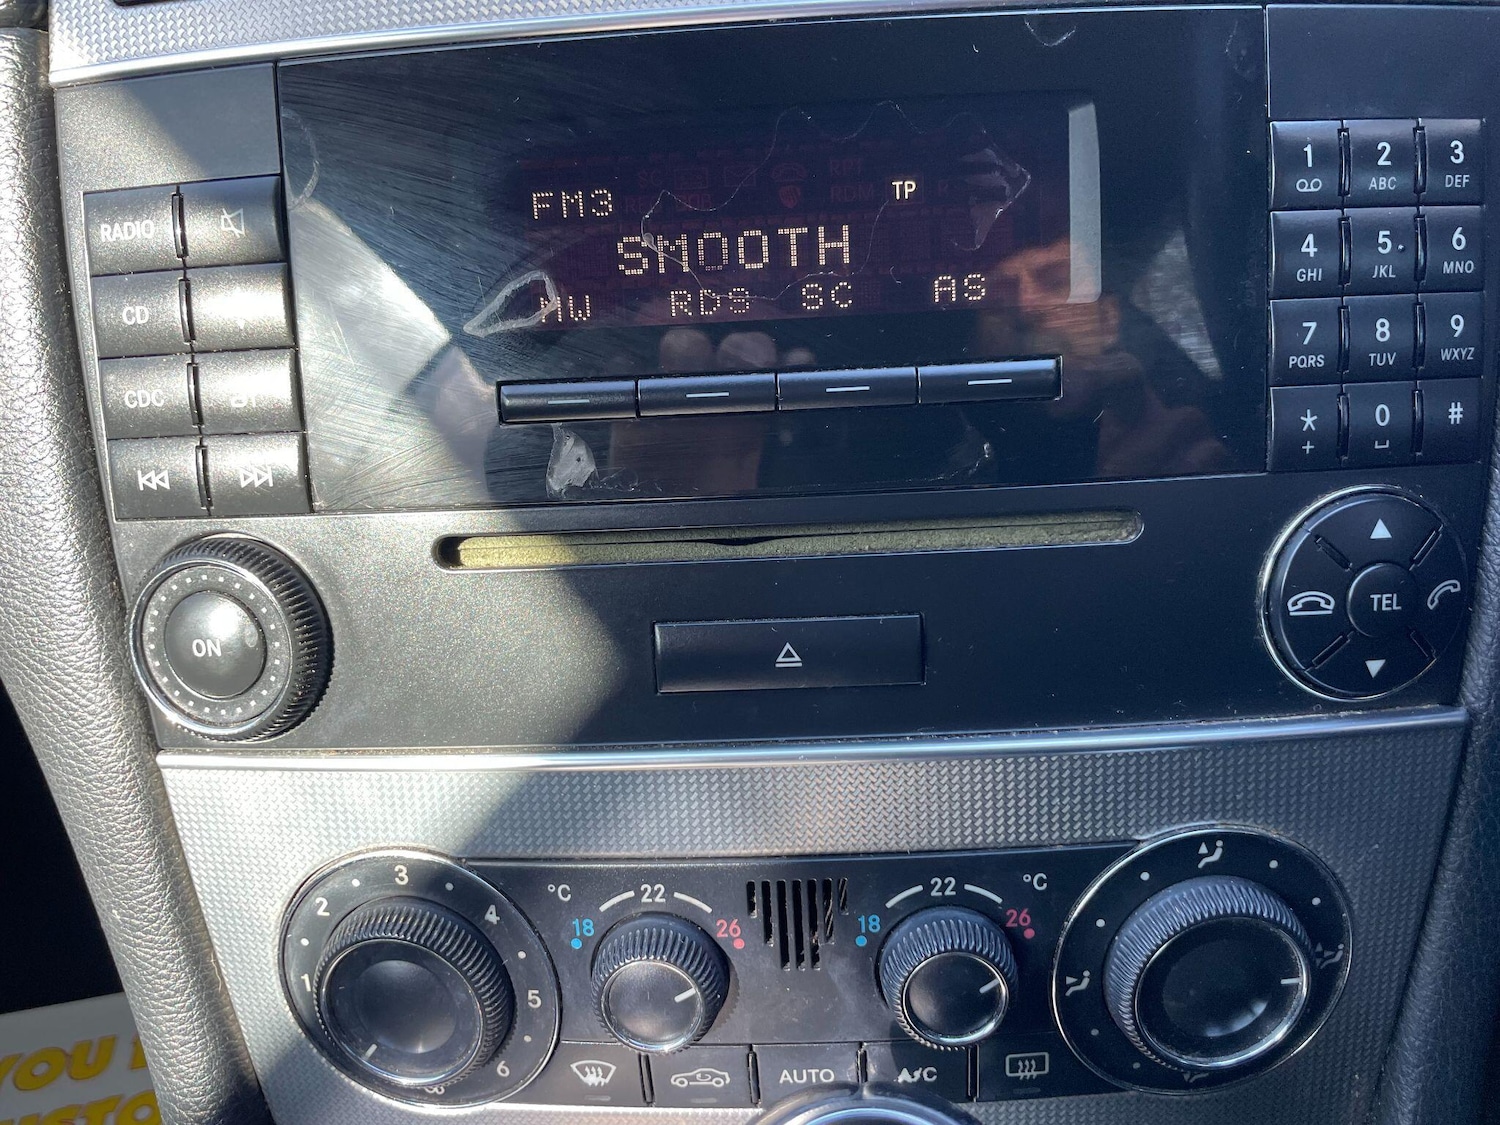 RADIO
CD
CDC
ON
FM3
TP
SMOOTH
MW RDS SC AS
1
2 ABC
3 DEF
4 GHI
5 JKL
6 MNO
7 PQRS
8 TUV
9 WXYZ
* +
0
#
TEL
1 2 3 4 5 6
°C
18 22 26
18 22 26
°C
AUTO
A/C
YOU